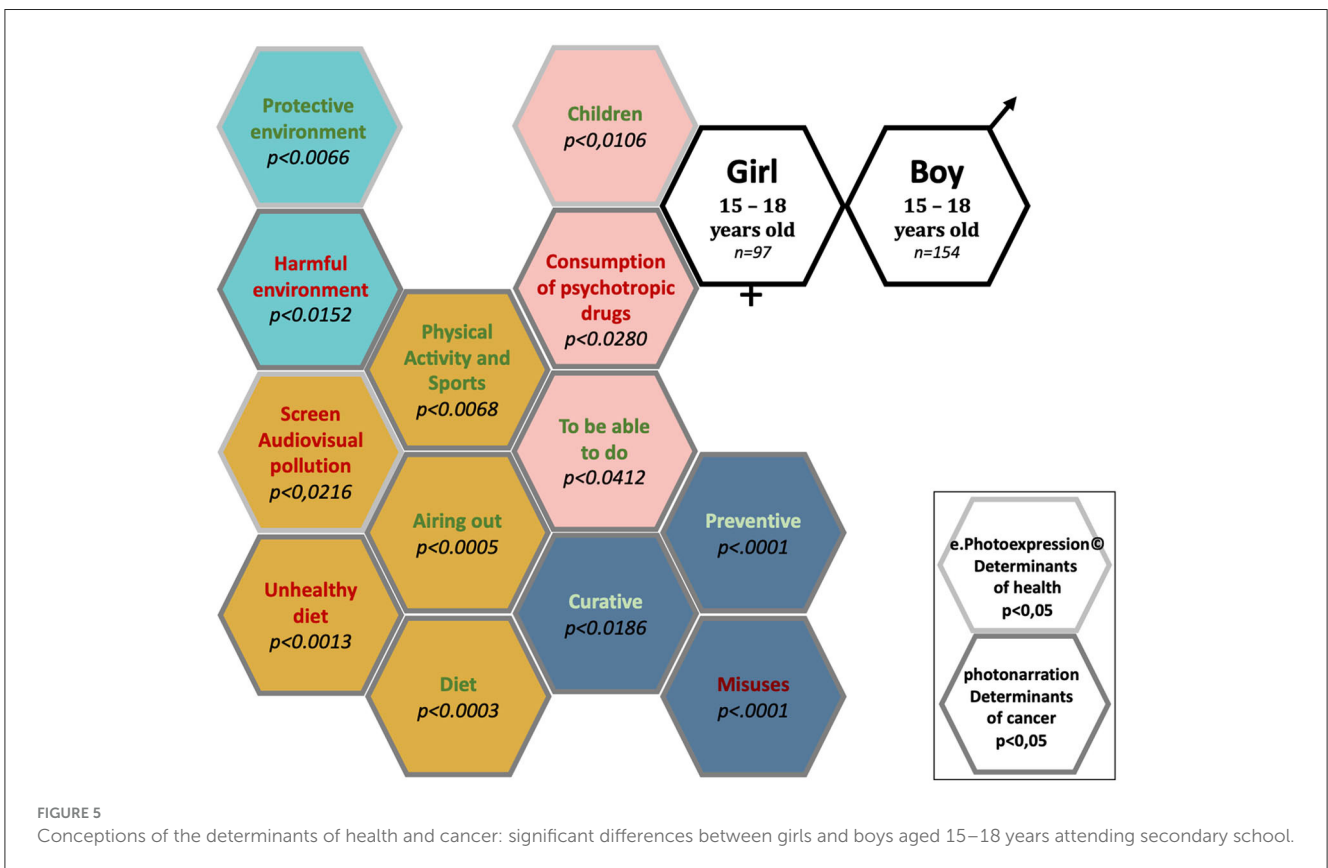 Protective
environment
p<0.0066
Children
p<0,0106
Girl
15 – 18
years old
n=97
Boy
15 – 18
years old
n=154
Harmful
environment
p<0.0152
Consumption
of psychotropic
drugs
p<0.0280
Physical
Activity and
Sports
p<0.0068
Screen
Audiovisual
pollution
p<0,0216
To be able
to do
p<0.0412
Airing out
p<0.0005
Preventive
p<.0001
Unhealthy
diet
p<0.0013
Curative
p<0.0186
Diet
p<0.0003
Misuses
p<.0001
e.Photoexpression©
Determinants
of health
p<0,05
photonarration
Determinants
of cancer
p<0,05
FIGURE 5
Conceptions of the determinants of health and cancer: significant differences between girls and boys aged 15–18 years attending secondary school.